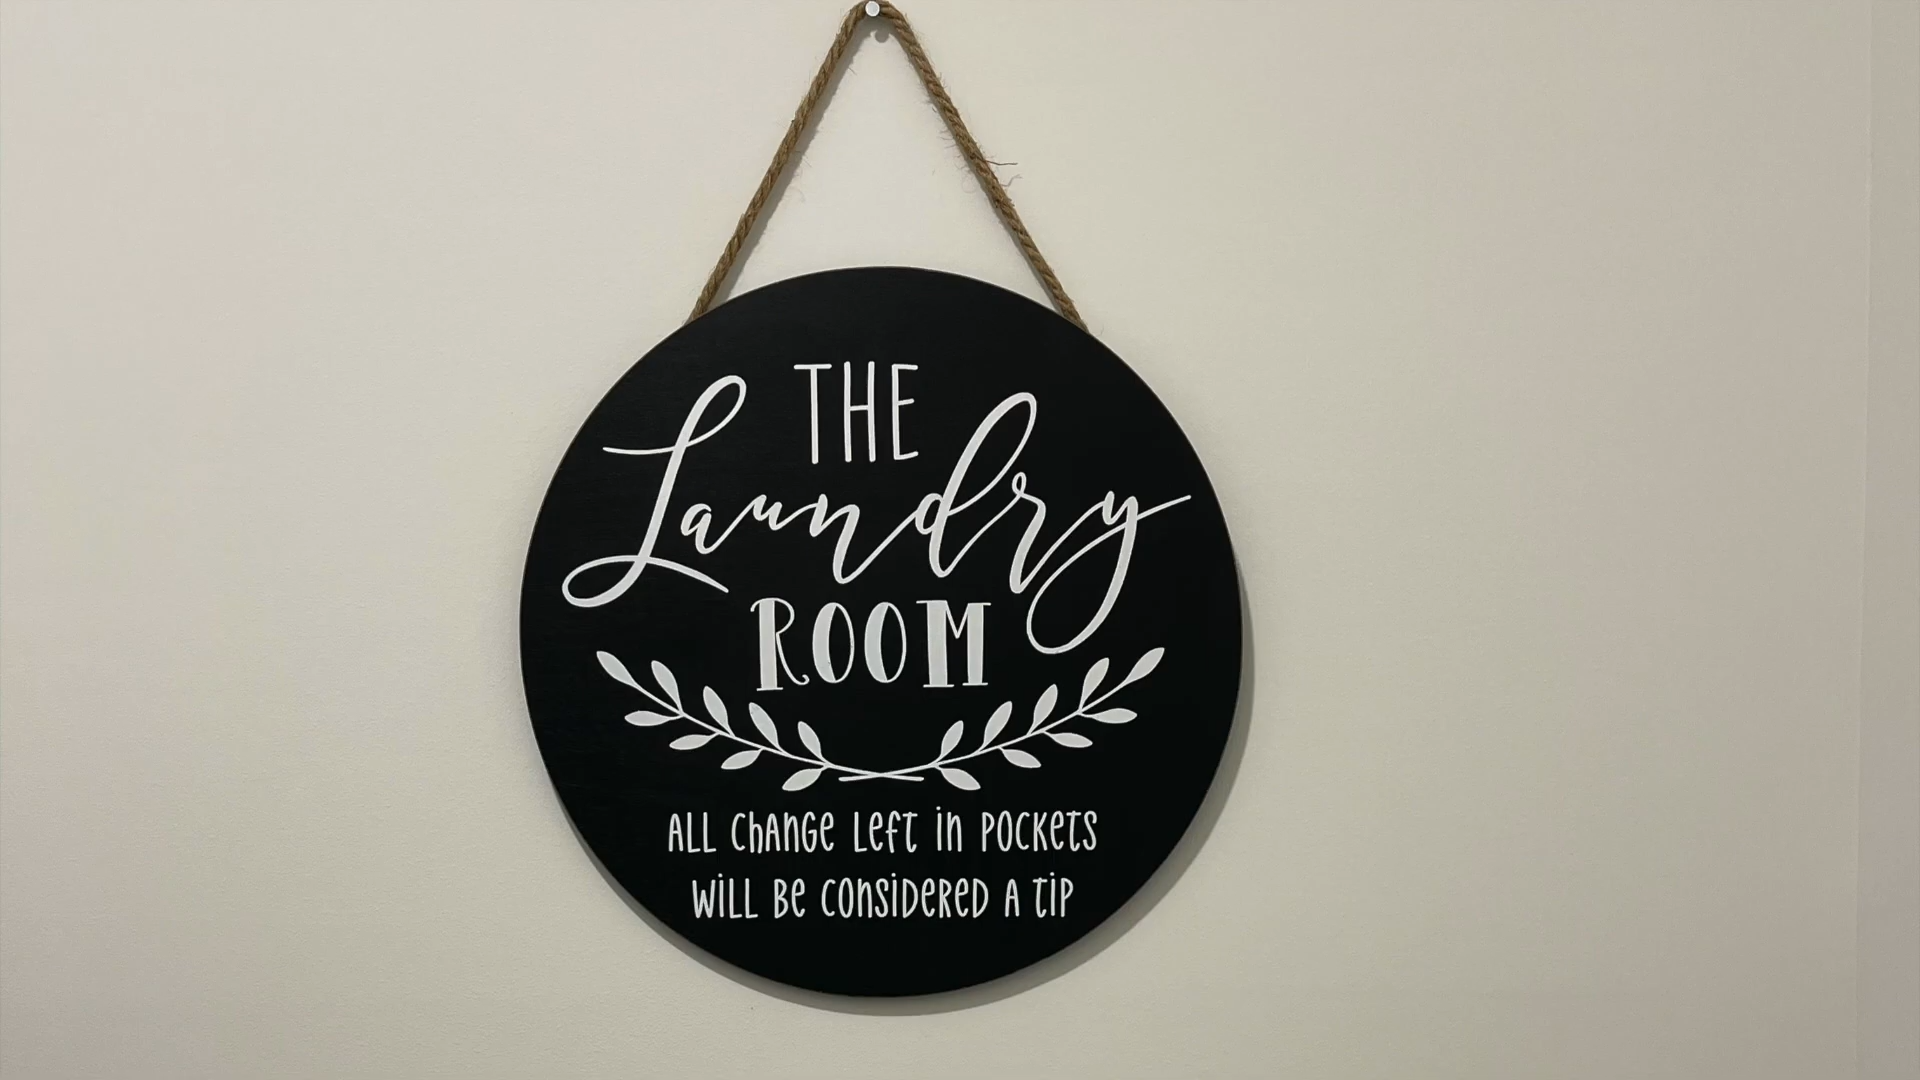 THE
Laundry
ROOM
ALL CHANGE LEFT IN POCKETS
WILL BE CONSIDERED A TIP